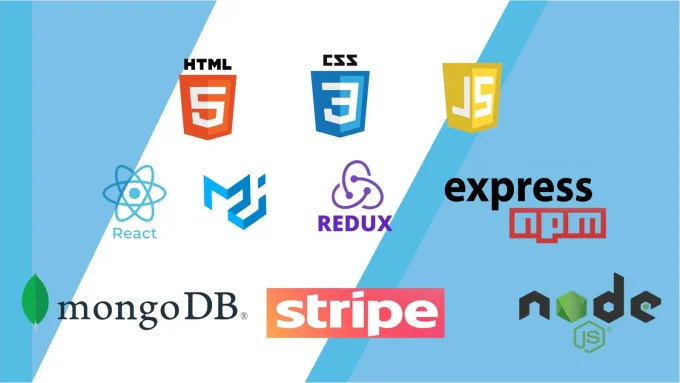 HTML
5
CSS
3
JS
React
REDUX
express
npm
mongoDB®
stripe
node
JS®